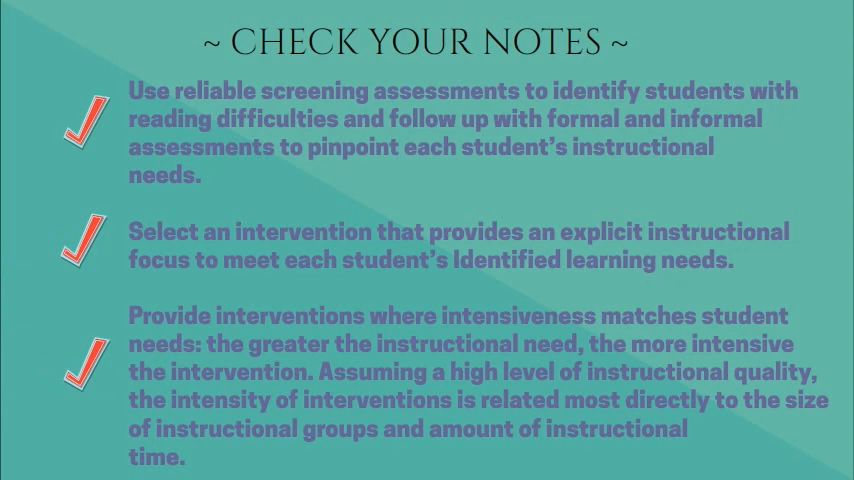 ~ CHECK YOUR NOTES ~
Use reliable screening assessments to identify students with
reading difficulties and follow up with formal and informal
assessments to pinpoint each student’s instructional
needs.
Select an intervention that provides an explicit instructional
focus to meet each student’s Identified learning needs.
Provide interventions where intensiveness matches student
needs: the greater the instructional need, the more intensive
the intervention. Assuming a high level of instructional quality,
the intensity of interventions is related most directly to the size
of instructional groups and amount of instructional
time.